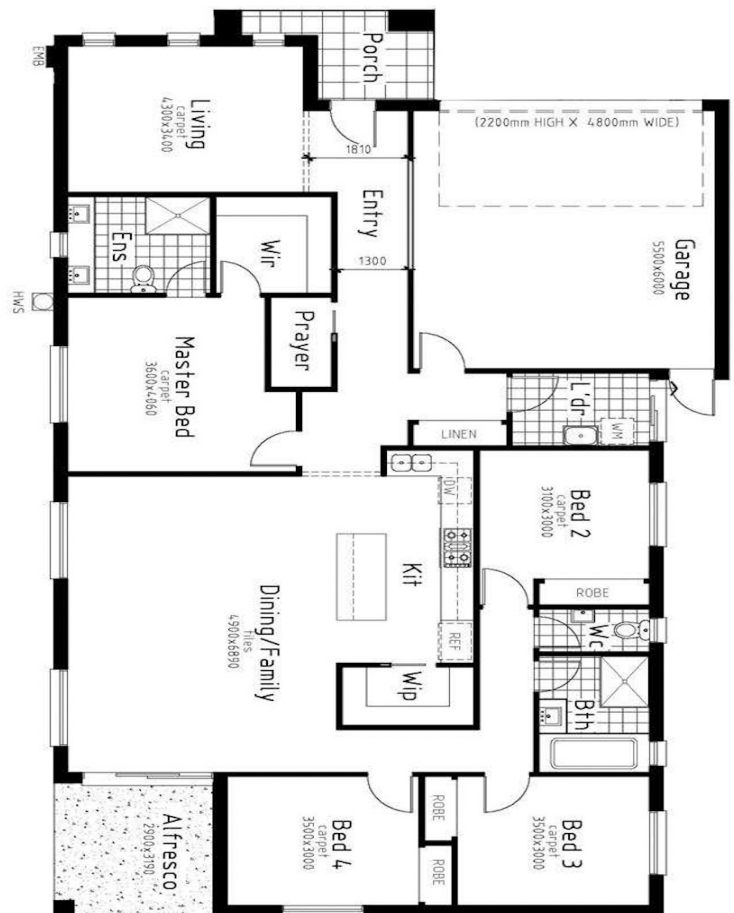 Porch
EMB
Living
carpet
4300x3400
1810
(2200mm HIGH X 4800mm WIDE)
Entry
Garage
5500x6000
Ens
Wir
1300
HWS
Prayer
Master Bed
carpet
3600x4060
L'dr
WM
LINEN
DW
Bed 2
carpet
3100x3000
ROBE
Kit
REF
Dining/Family
tiles
4900x6890
Wc
Wip
Bth
Alfresco
2900x3190
Bed 4
carpet
3500x3000
ROBE
ROBE
Bed 3
carpet
3500x3000